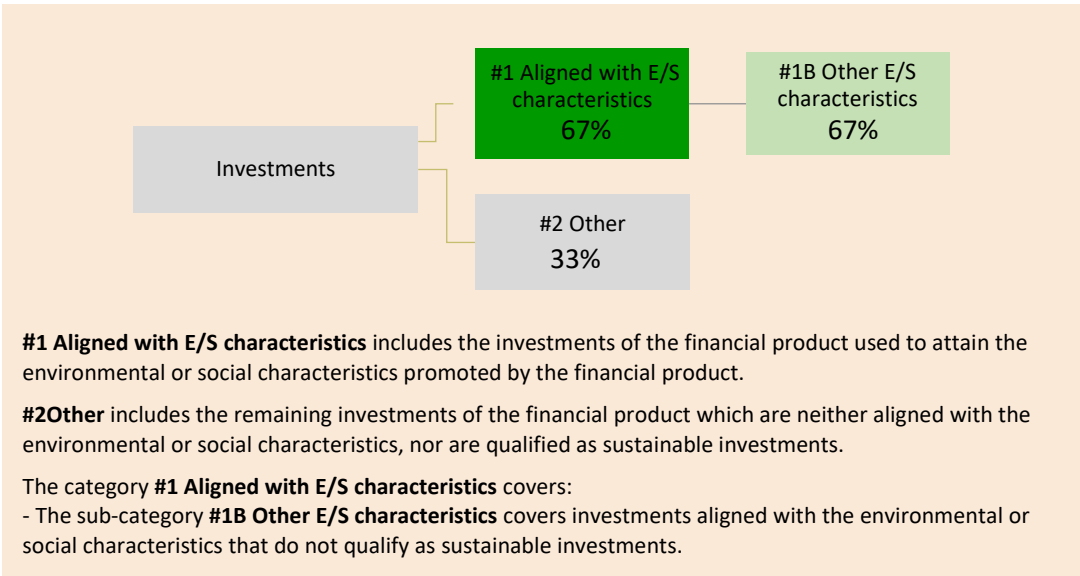 #1 Aligned with E/S
characteristics
67%
#1B Other E/S
characteristics
67%
Investments
#2 Other
33%
#1 Aligned with E/S characteristics includes the investments of the financial product used to attain the
environmental or social characteristics promoted by the financial product.
#2Other includes the remaining investments of the financial product which are neither aligned with the
environmental or social characteristics, nor are qualified as sustainable investments.
The category #1 Aligned with E/S characteristics covers:
- The sub-category #1B Other E/S characteristics covers investments aligned with the environmental or
social characteristics that do not qualify as sustainable investments.